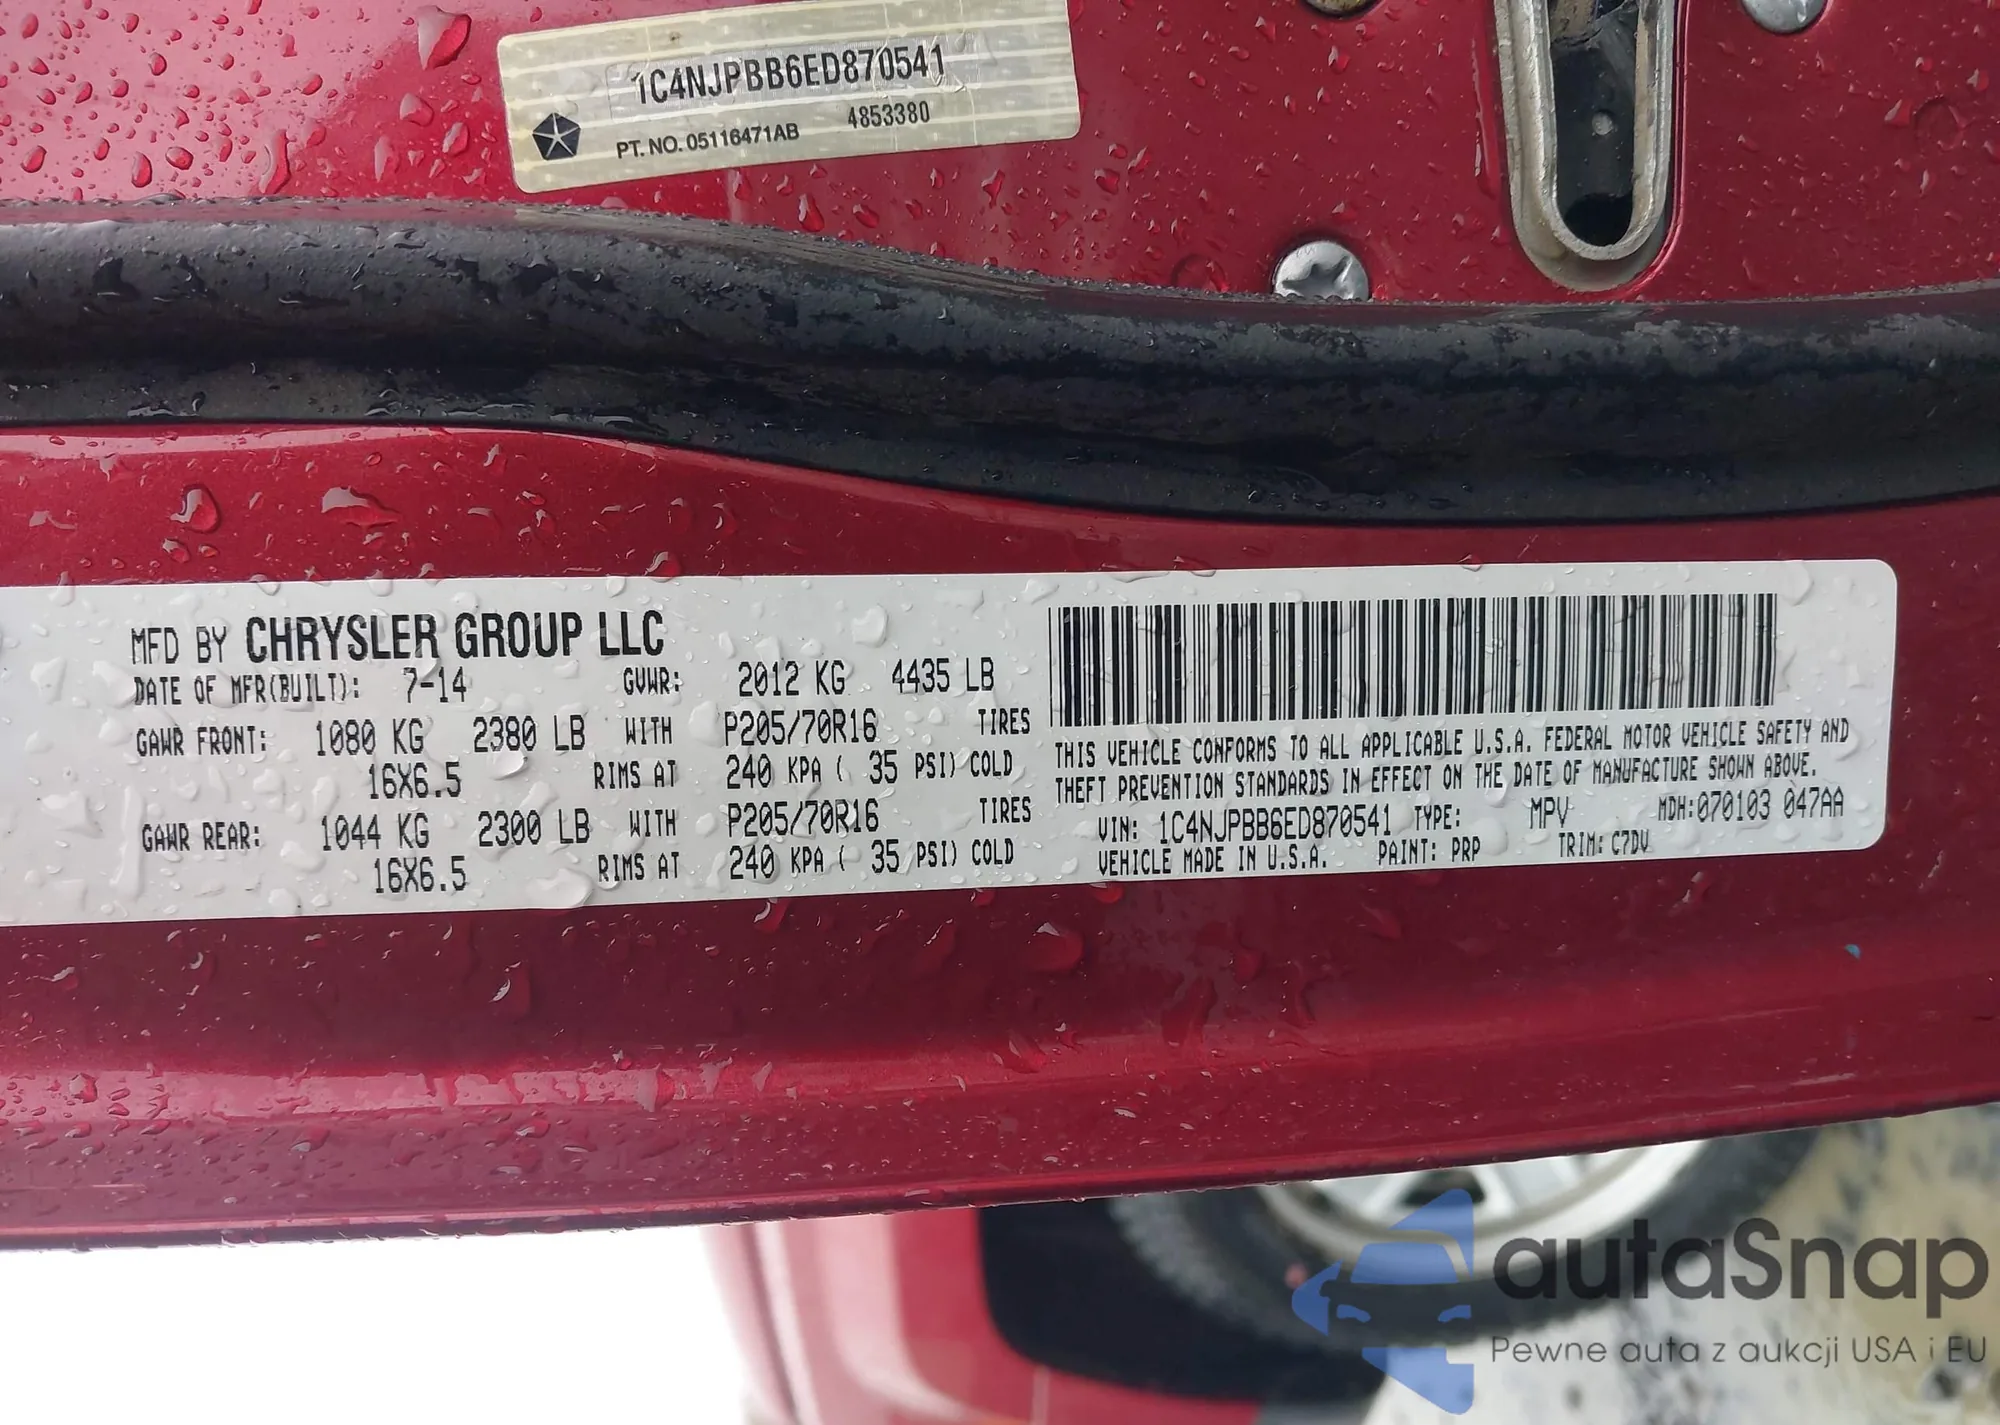 1C4NJPBB6ED870541
PT. NO. 05116471AB 4853380
MFD BY CHRYSLER GROUP LLC
DATE OF MFR(BUILT): 7-14 GVWR: 2012 KG 4435 LB
GAWR FRONT: 1080 KG 2380 LB WITH P205/70R16 TIRES
16X6.5 RIMS AT 240 KPA ( 35 PSI) COLD
GAWR REAR: 1044 KG 2300 LB WITH P205/70R16 TIRES
16X6.5 RIMS AT 240 KPA ( 35 PSI) COLD
THIS VEHICLE CONFORMS TO ALL APPLICABLE U.S.A. FEDERAL MOTOR VEHICLE SAFETY AND
THEFT PREVENTION STANDARDS IN EFFECT ON THE DATE OF MANUFACTURE SHOWN ABOVE.
VIN: 1C4NJPBB6ED870541 TYPE: MPV MDH:070103 047AA
VEHICLE MADE IN U.S.A. PAINT: PRP TRIM: C7DV
autaSnap
Pewne auta z aukcji USA i EU